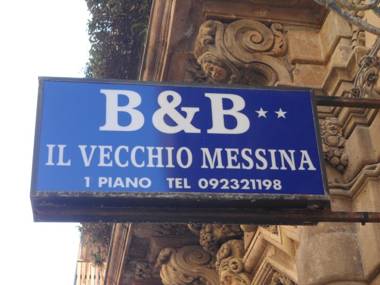 B&B **
IL VECCHIO MESSINA
1 PIANO TEL 092321198